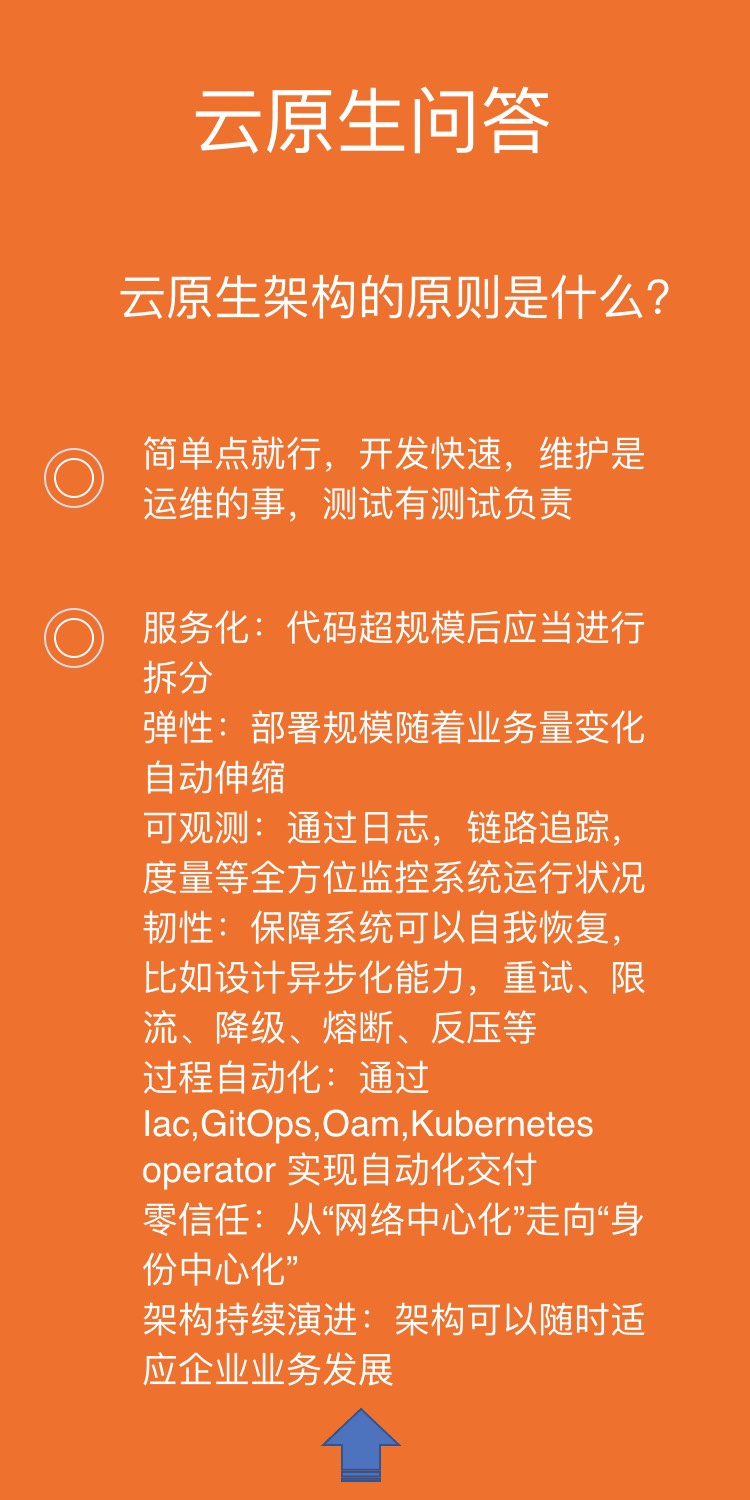 云原生问答
云原生架构的原则是什么?
简单点就行，开发快速，维护是
运维的事，测试有测试负责
服务化：代码超规模后应当进行
拆分
弹性：部署规模随着业务量变化
自动伸缩
可观测：通过日志，链路追踪，
度量等全方位监控系统运行状况
韧性：保障系统可以自我恢复，
比如设计异步化能力，重试、限
流、降级、熔断、反压等
过程自动化：通过
Iac,GitOps,Oam,Kubernetes
operator 实现自动化交付
零信任：从“网络中心化”走向“身
份中心化”
架构持续演进：架构可以随时适
应企业业务发展